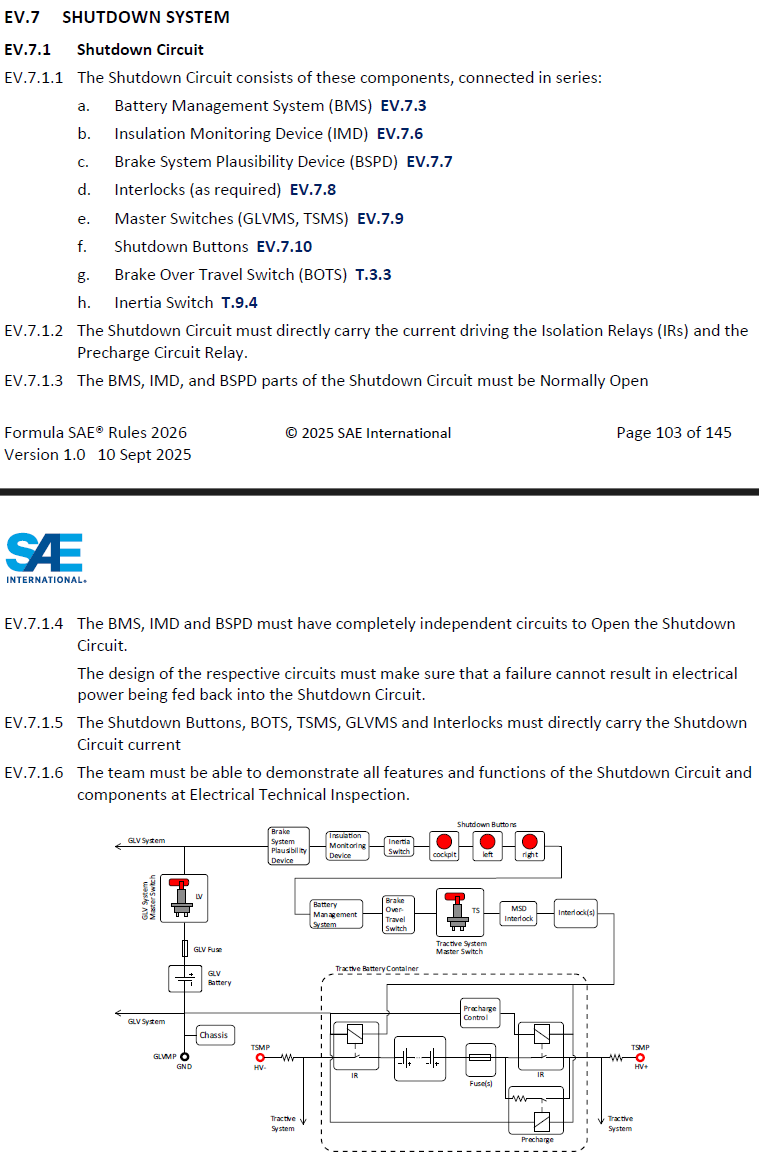 EV.7 SHUTDOWN SYSTEM
EV.7.1 Shutdown Circuit
EV.7.1.1 The Shutdown Circuit consists of these components, connected in series:
a. Battery Management System (BMS) EV.7.3
b. Insulation Monitoring Device (IMD) EV.7.6
c. Brake System Plausibility Device (BSPD) EV.7.7
d. Interlocks (as required) EV.7.8
e. Master Switches (GLVMS, TSMS) EV.7.9
f. Shutdown Buttons EV.7.10
g. Brake Over Travel Switch (BOTS) T.3.3
h. Inertia Switch T.9.4
EV.7.1.2 The Shutdown Circuit must directly carry the current driving the Isolation Relays (IRs) and the
Precharge Circuit Relay.
EV.7.1.3 The BMS, IMD, and BSPD parts of the Shutdown Circuit must be Normally Open
Formula SAE® Rules 2026 © 2025 SAE International Page 103 of 145
Version 1.0 10 Sept 2025
SAE
INTERNATIONAL®
EV.7.1.4 The BMS, IMD and BSPD must have completely independent circuits to Open the Shutdown
Circuit.
The design of the respective circuits must make sure that a failure cannot result in electrical
power being fed back into the Shutdown Circuit.
EV.7.1.5 The Shutdown Buttons, BOTS, TSMS, GLVMS and Interlocks must directly carry the Shutdown
Circuit current
EV.7.1.6 The team must be able to demonstrate all features and functions of the Shutdown Circuit and
components at Electrical Technical Inspection.
Shutdown Buttons
GLV System
Brake
System
Plausibility
Device
Insulation
Monitoring
Device
Inertia
Switch
cockpit
left
right
GLV System
Master Switch
LV
Battery
Management
System
Brake
Over-
Travel
Switch
TS
Tractive System
Master Switch
MSD
Interlock
Interlock(s)
GLV Fuse
GLV
Battery
Tractive Battery Container
GLV System
Precharge
Control
Chassis
GLVMP
GND
TSMP
HV-
IR
Fuse(s)
IR
TSMP
HV+
Tractive
System
Precharge
Tractive
System